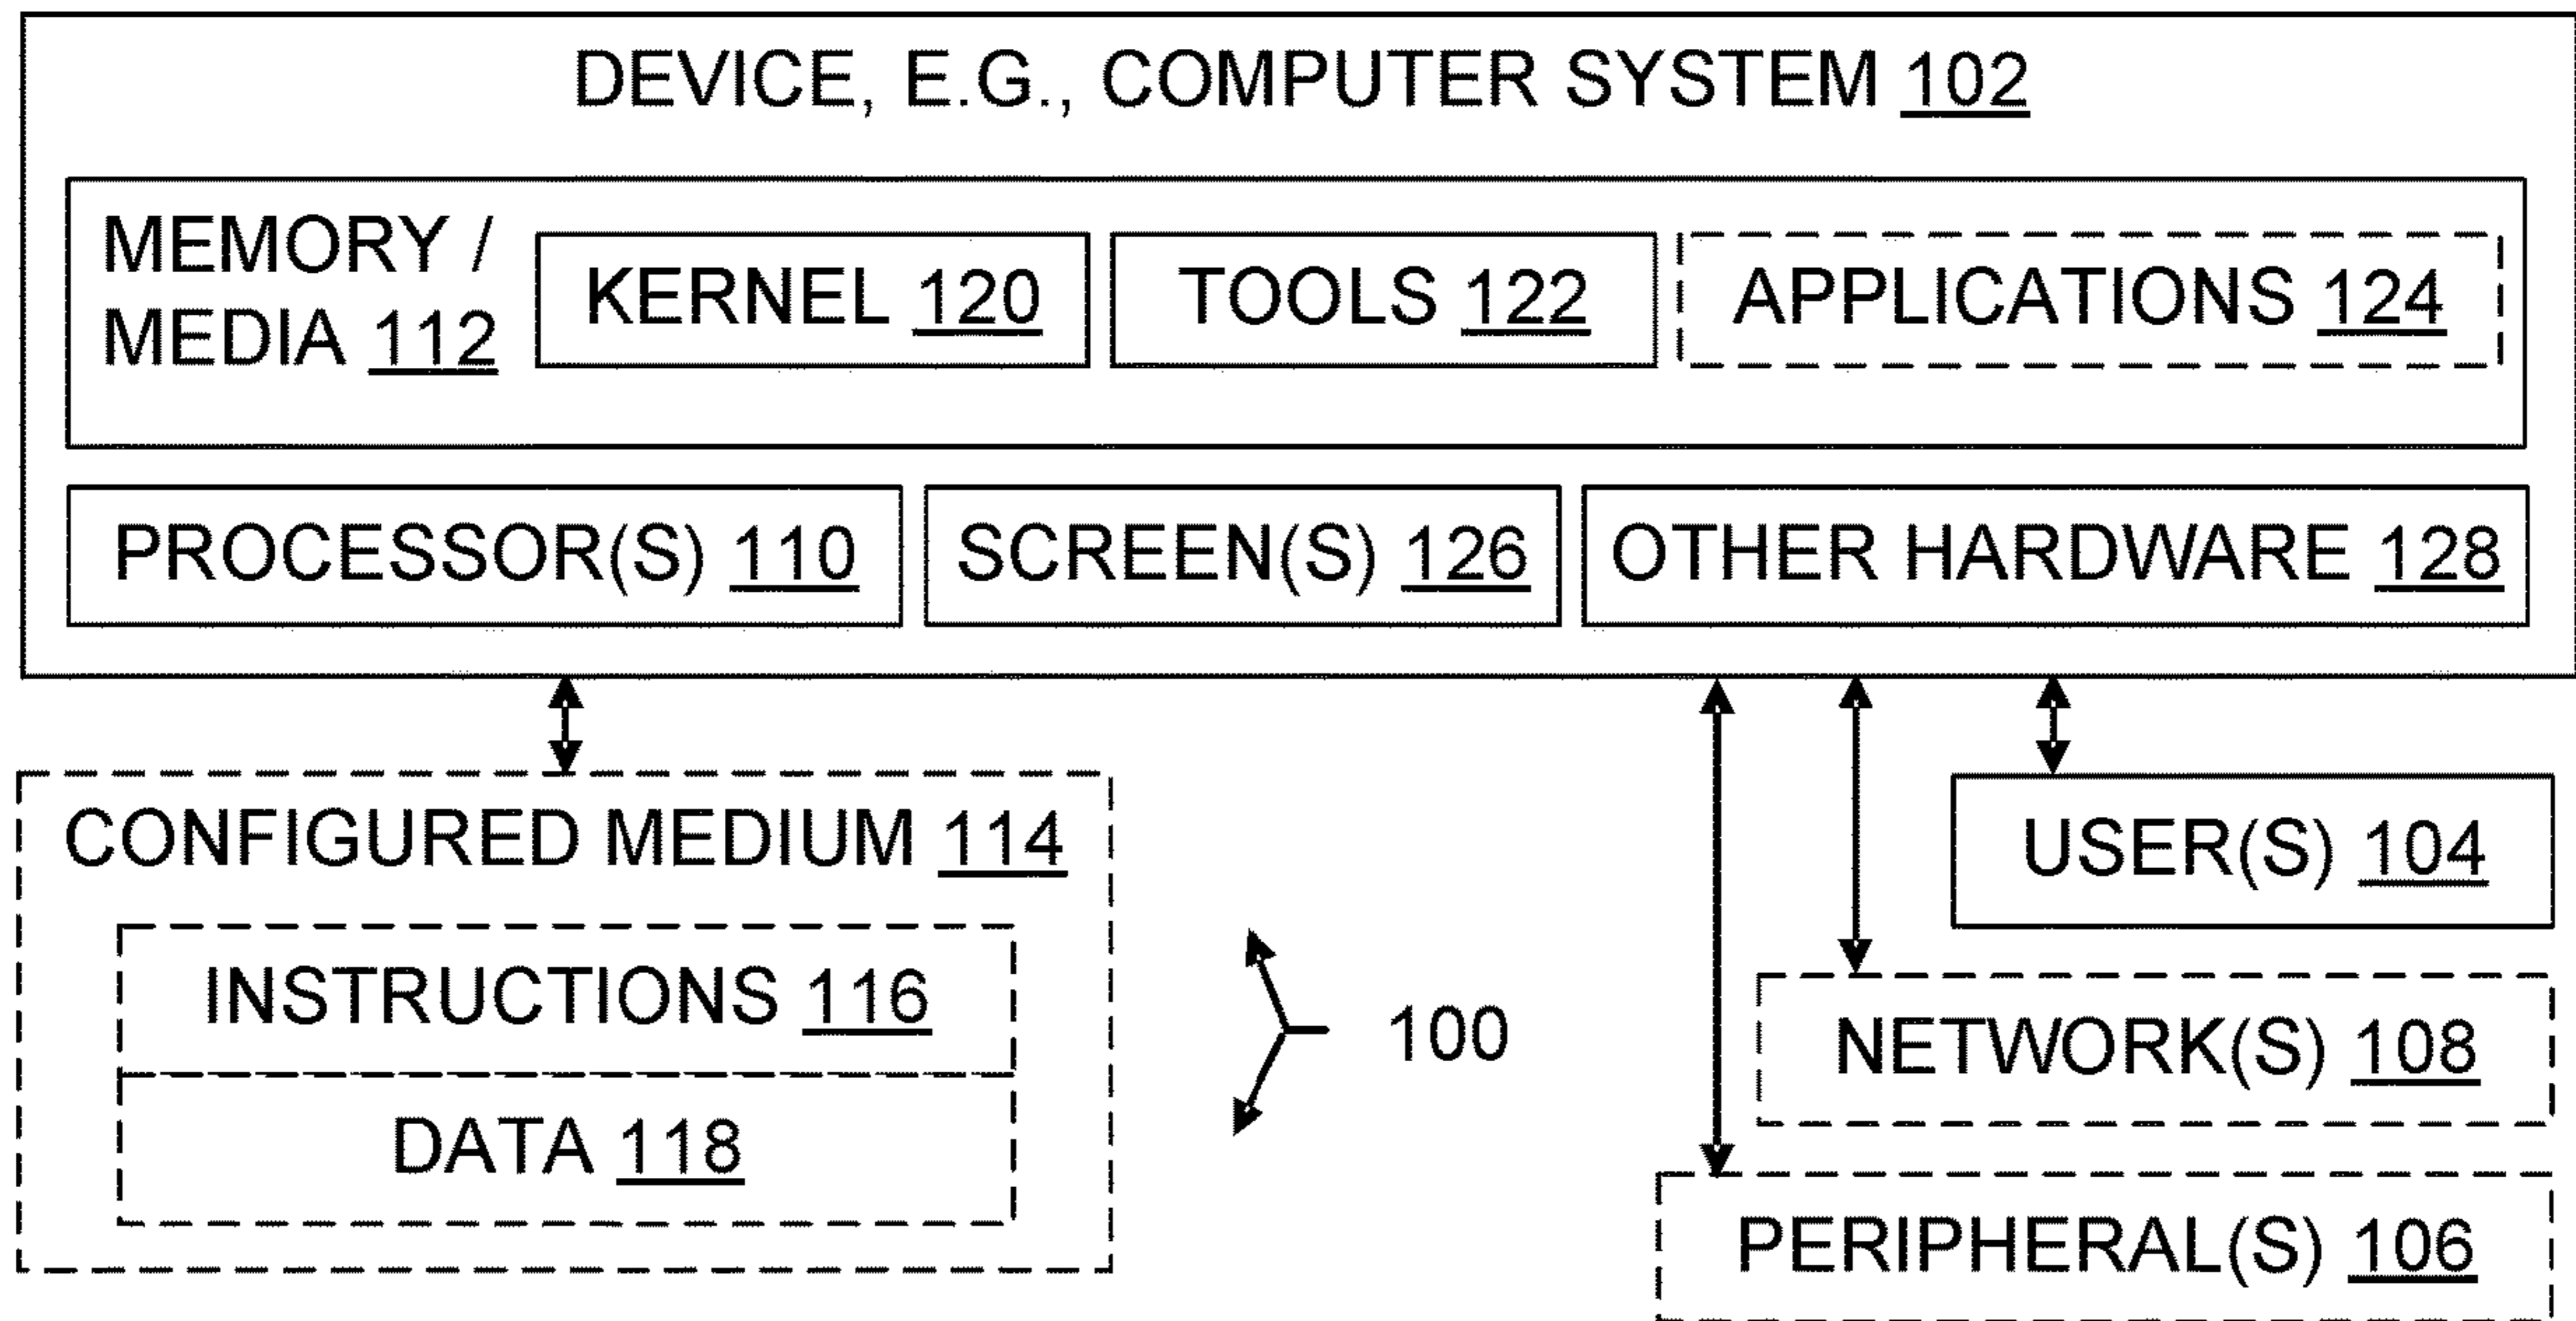 DEVICE, E.G., COMPUTER SYSTEM 102
MEMORY /
MEDIA 112
KERNEL 120
TOOLS 122
APPLICATIONS 124
PROCESSOR(S) 110
SCREEN(S) 126
OTHER HARDWARE 128
CONFIGURED MEDIUM 114
INSTRUCTIONS 116
DATA 118
100
USER(S) 104
NETWORK(S) 108
PERIPHERAL(S) 106